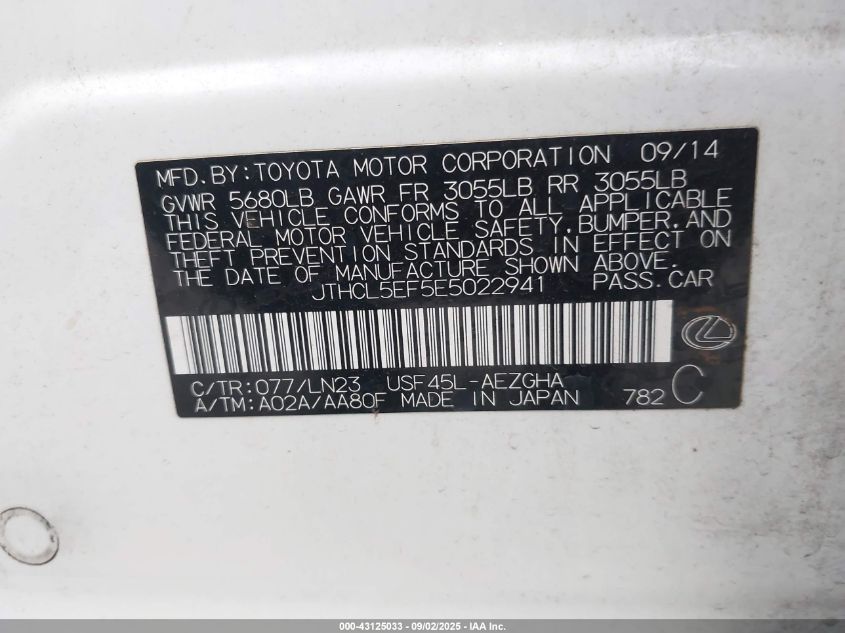 MFD.BY:TOYOTA MOTOR CORPORATION 09/14
GVWR 5680LB GAWR FR 3055LB RR 3055LB
THIS VEHICLE CONFORMS TO ALL APPLICABLE
FEDERAL MOTOR VEHICLE SAFETY,BUMPER,AND
THEFT PREVENTION STANDARDS IN EFFECT ON
THE DATE OF MANUFACTURE SHOWN ABOVE.
JTHCL5EF5E5022941 PASS.CAR
C/TR:077/LN23 USF45L-AEZGHA
A/TM:A02A/AA80F MADE IN JAPAN 782 C
000-43125033 - 09/02/2025 - IAA Inc.